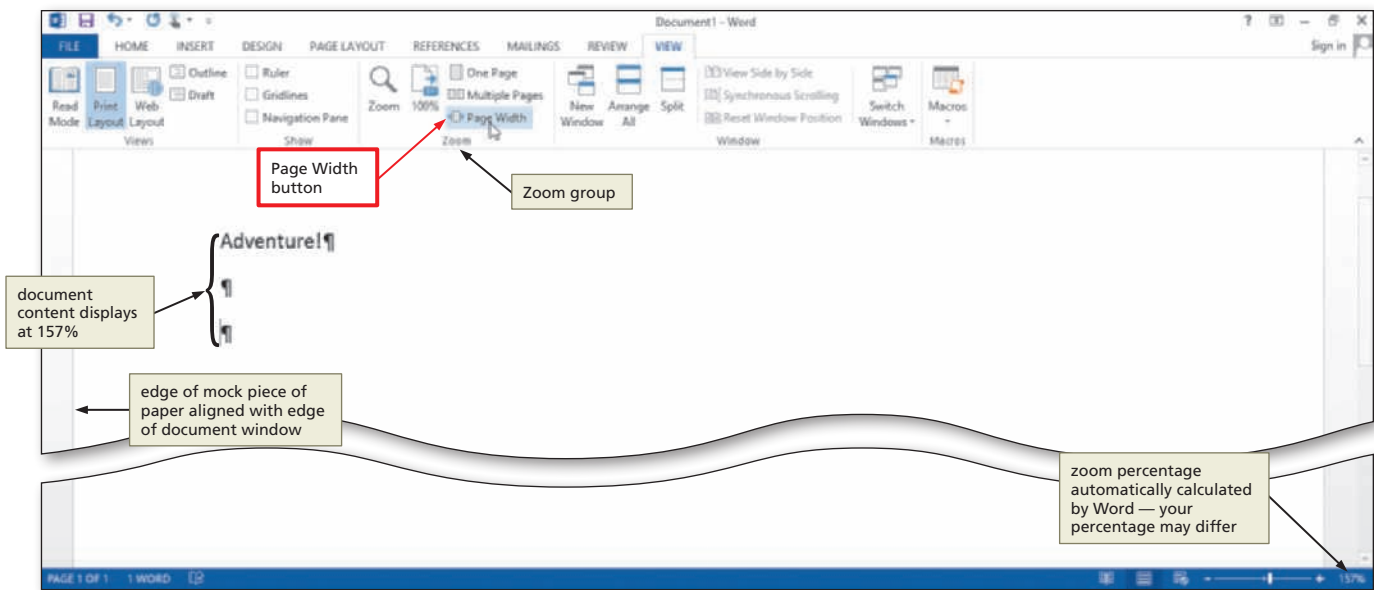 Document1 - Word
?
Sign in
FILE HOME INSERT DESIGN PAGE LAYOUT REFERENCES MAILINGS REVIEW VIEW
Read Mode
Print Layout
Web Layout
Outline
Draft
Views
Ruler
Gridlines
Navigation Pane
Show
Zoom
100%
One Page
Multiple Pages
Page Width
Zoom
New Window
Arrange All
Split
View Side by Side
Synchronous Scrolling
Reset Window Position
Switch Windows
Window
Macros
Macros
Page Width
button
Zoom group
Adventure!¶
¶
¶
document
content displays
at 157%
edge of mock piece of
paper aligned with edge
of document window
zoom percentage
automatically calculated
by Word — your
percentage may differ
PAGE 1 OF 1 1 WORD
157%